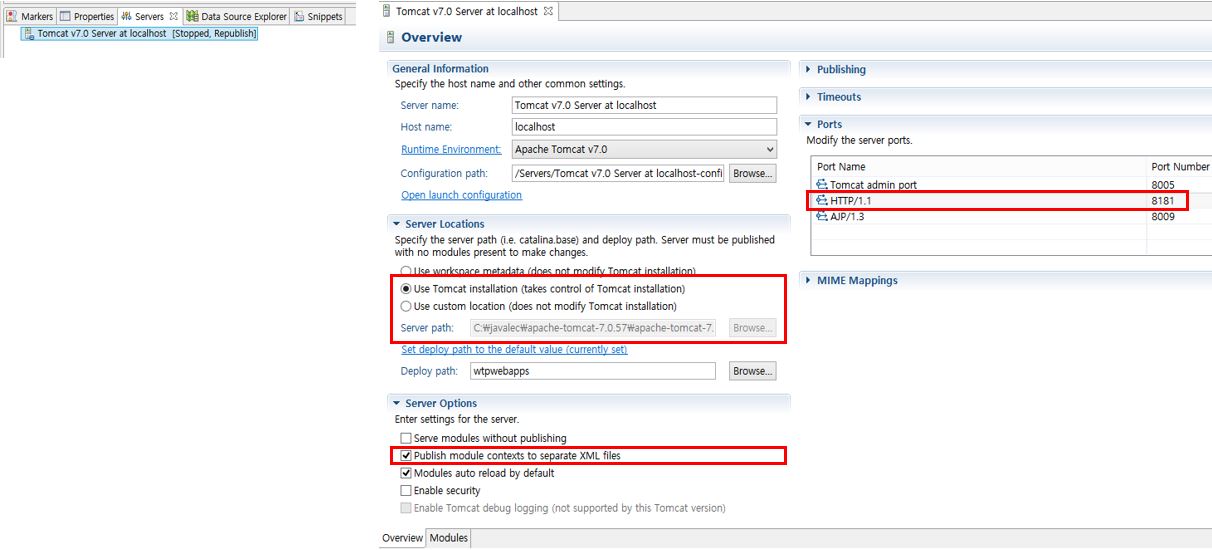 Markers Properties Servers Data Source Explorer Snippets
Tomcat v7.0 Server at localhost [Stopped, Republish]
Tomcat v7.0 Server at localhost
Overview
General Information
Specify the host name and other common settings.
Server name: Tomcat v7.0 Server at localhost
Host name: localhost
Runtime Environment: Apache Tomcat v7.0
Configuration path: /Servers/Tomcat v7.0 Server at localhost-confi Browse...
Open launch configuration
Server Locations
Specify the server path (i.e. catalina.base) and deploy path. Server must be published
with no modules present to make changes.
Use workspace metadata (does not modify Tomcat installation)
Use Tomcat installation (takes control of Tomcat installation)
Use custom location (does not modify Tomcat installation)
Server path: C:₩javalec₩apache-tomcat-7.0.57₩apache-tomcat-7. Browse...
Set deploy path to the default value (currently set)
Deploy path: wtpwebapps Browse...
Server Options
Enter settings for the server.
Serve modules without publishing
Publish module contexts to separate XML files
Modules auto reload by default
Enable security
Enable Tomcat debug logging (not supported by this Tomcat version)
Publishing
Timeouts
Ports
Modify the server ports.
Port Name Port Number
Tomcat admin port 8005
HTTP/1.1 8181
AJP/1.3 8009
MIME Mappings
Overview Modules